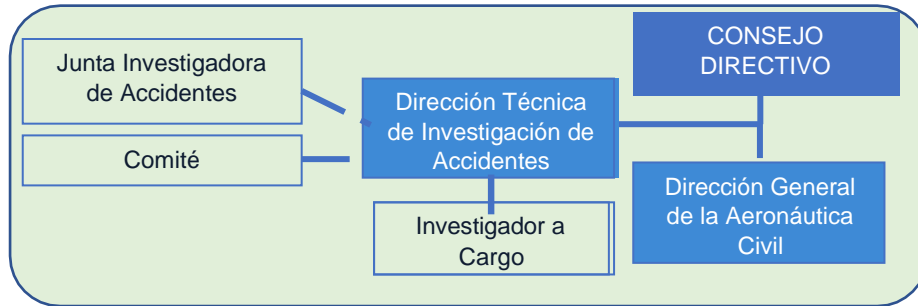 CONSEJO
DIRECTIVO
Junta Investigadora
de Accidentes
Dirección Técnica
de Investigación de
Accidentes
Comité
Dirección General
de la Aeronáutica
Civil
Investigador a
Cargo